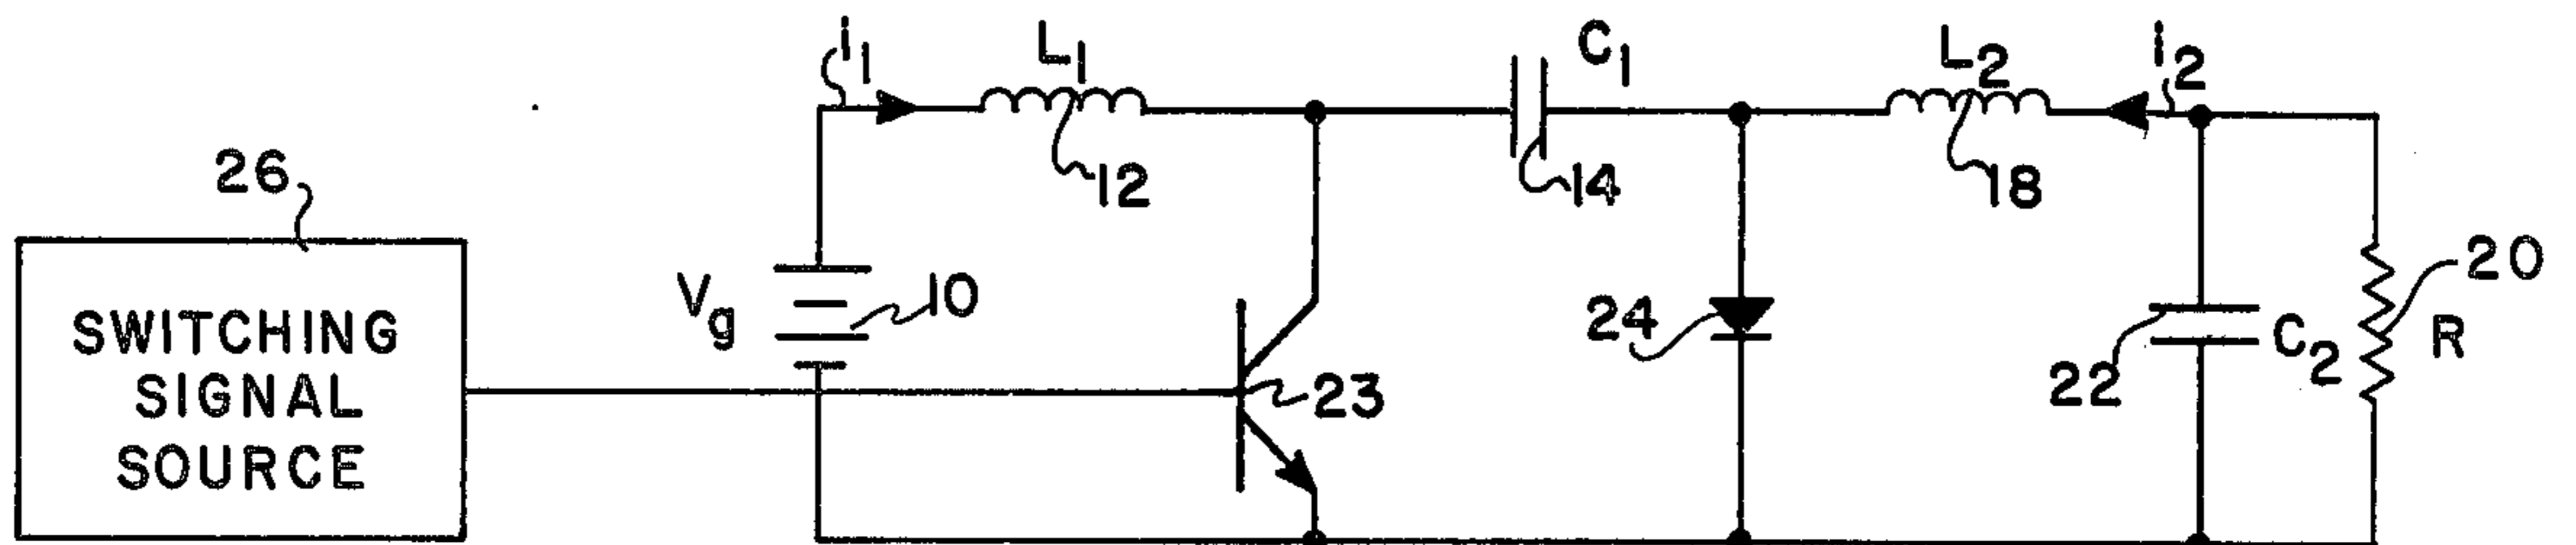 i1
L1
C1
L2
i2
12
14
18
26
SWITCHING
SIGNAL
SOURCE
Vg
10
23
24
22
C2
20
R